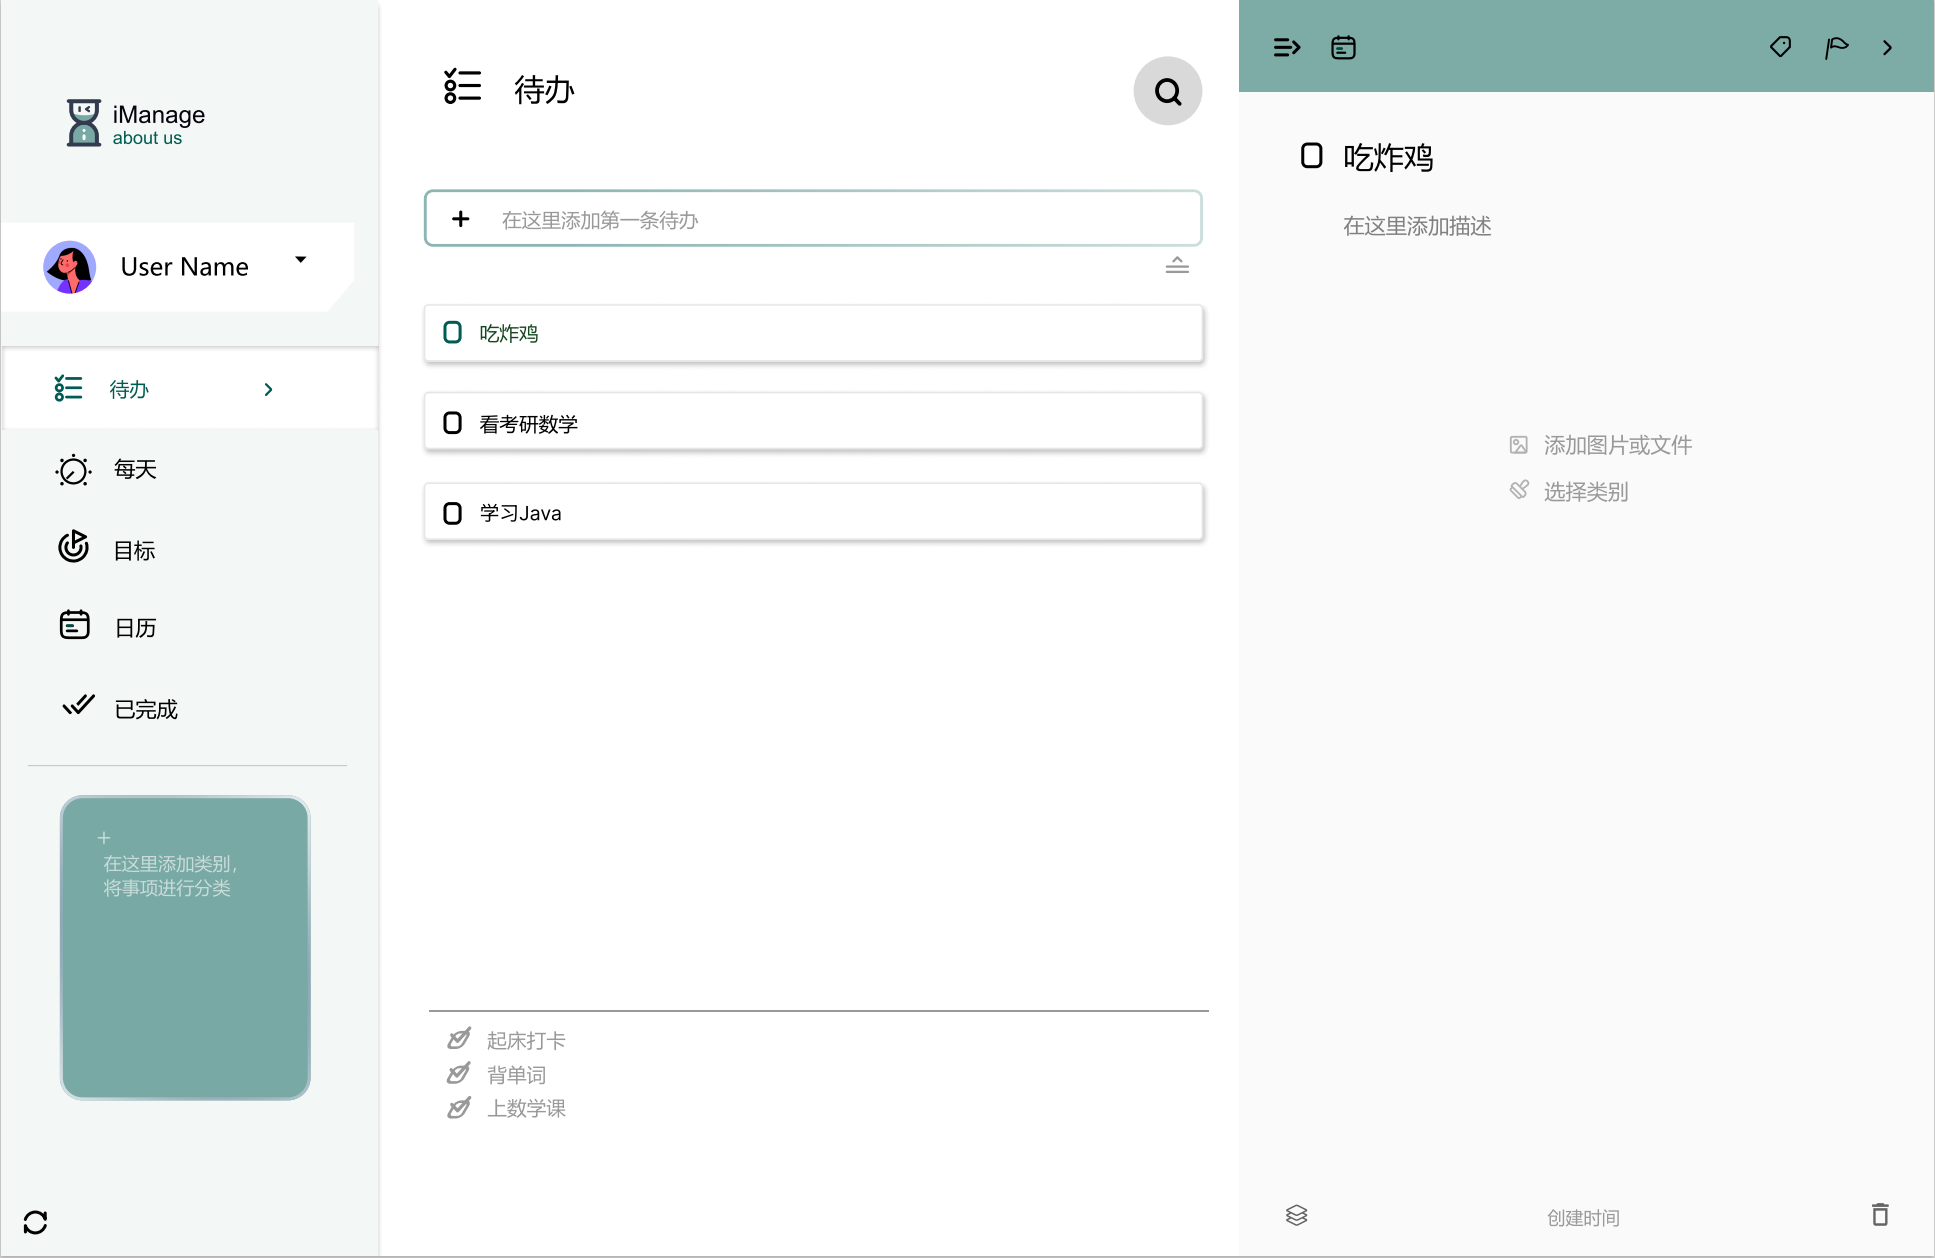 iManage
about us
User Name
待办
每天
目标
日历
已完成
在这里添加类别,
将事项进行分类
待办
在这里添加第一条待办
吃炸鸡
看考研数学
学习Java
起床打卡
背单词
上数学课
吃炸鸡
在这里添加描述
添加图片或文件
选择类别
创建时间